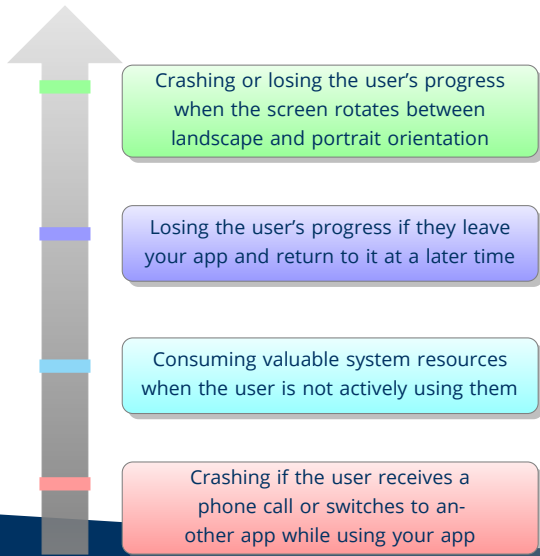 Crashing or losing the user’s progress
when the screen rotates between
landscape and portrait orientation
Losing the user’s progress if they leave
your app and return to it at a later time
Consuming valuable system resources
when the user is not actively using them
Crashing if the user receives a
phone call or switches to an-
other app while using your app